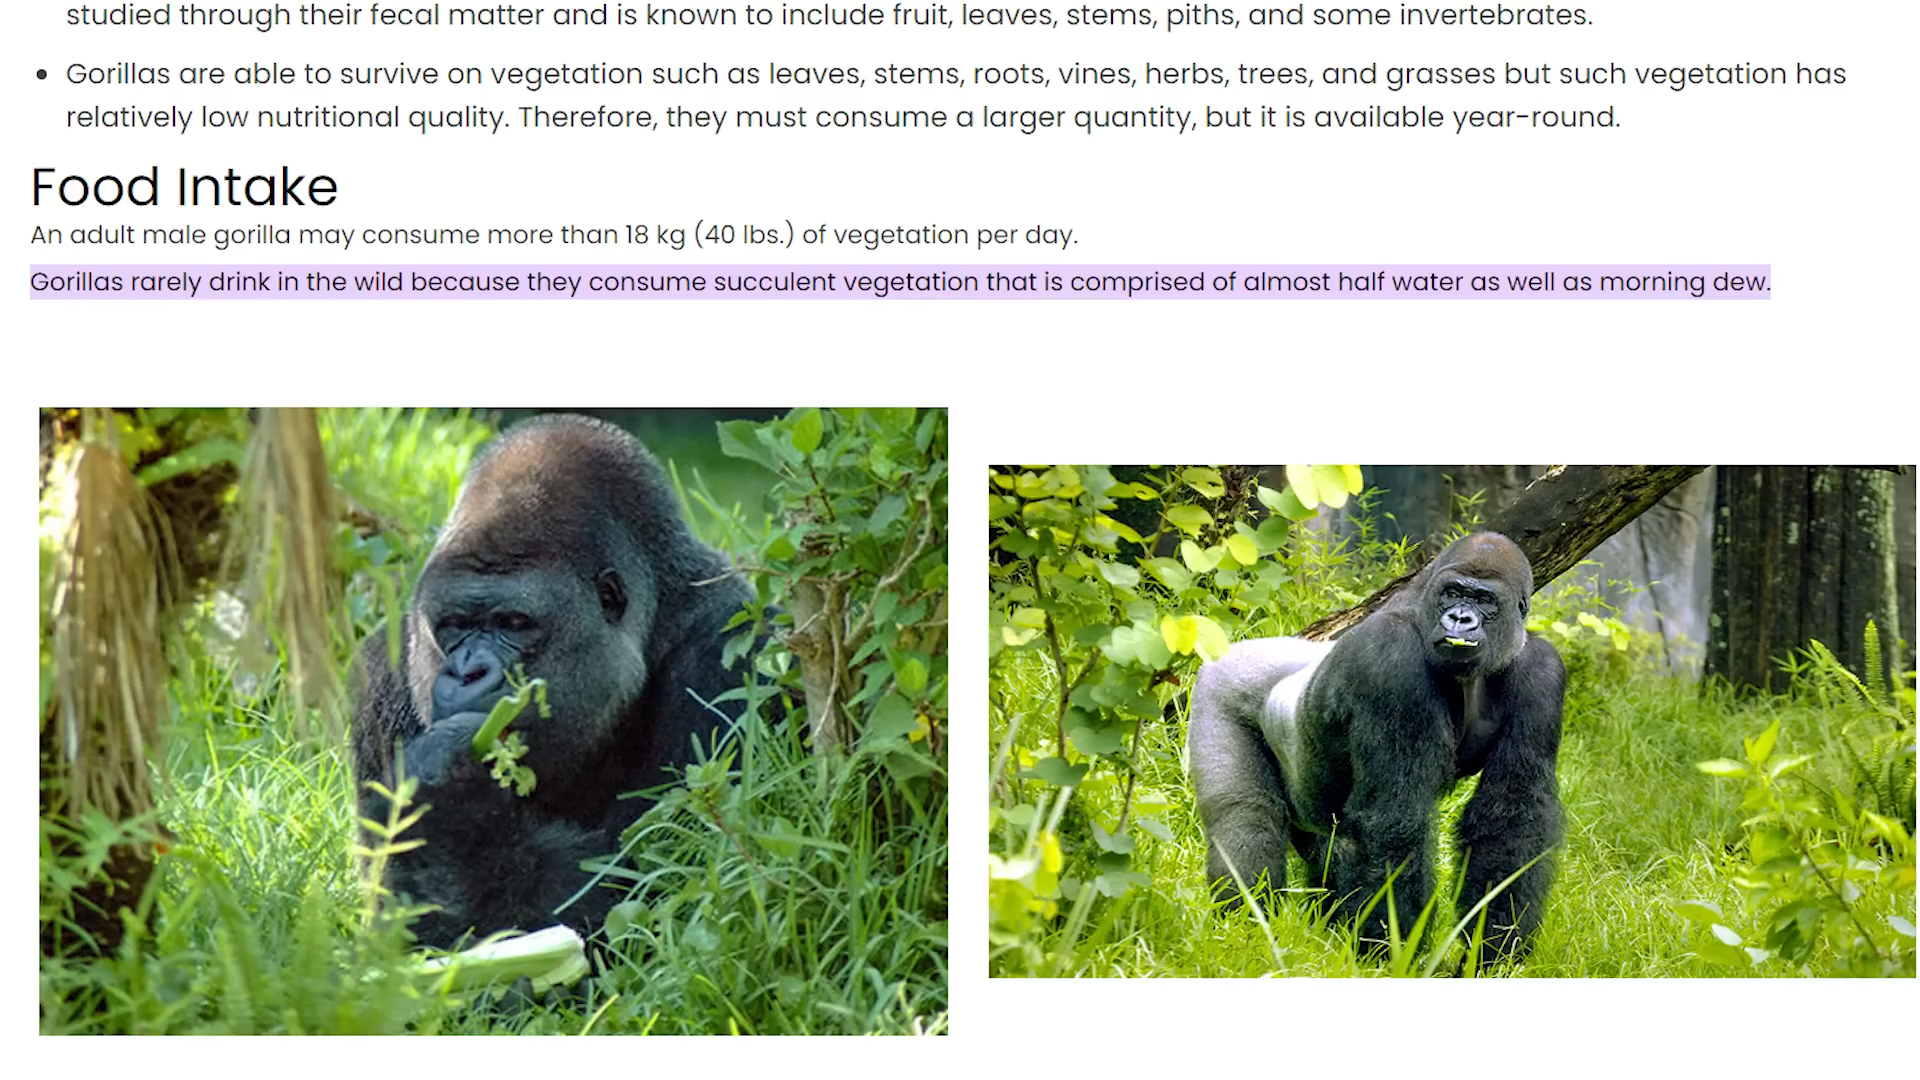 studied through their fecal matter and is known to include fruit, leaves, stems, piths, and some invertebrates.
• Gorillas are able to survive on vegetation such as leaves, stems, roots, vines, herbs, trees, and grasses but such vegetation has
relatively low nutritional quality. Therefore, they must consume a larger quantity, but it is available year-round.
Food Intake
An adult male gorilla may consume more than 18 kg (40 lbs.) of vegetation per day.
Gorillas rarely drink in the wild because they consume succulent vegetation that is comprised of almost half water as well as morning dew.